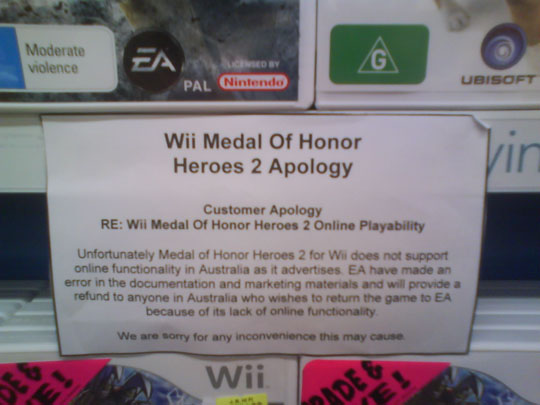 Moderate
violence
EA
LICENSED BY
PAL
Nintendo
G
UBISOFT
Wii Medal Of Honor
Heroes 2 Apology
Customer Apology
RE: Wii Medal Of Honor Heroes 2 Online Playability
Unfortunately Medal of Honor Heroes 2 for Wii does not support
online functionality in Australia as it advertises. EA have made an
error in the documentation and marketing materials and will provide a
refund to anyone in Australia who wishes to return the game to EA
because of its lack of online functionality.
We are sorry for any inconvenience this may cause.
Wii